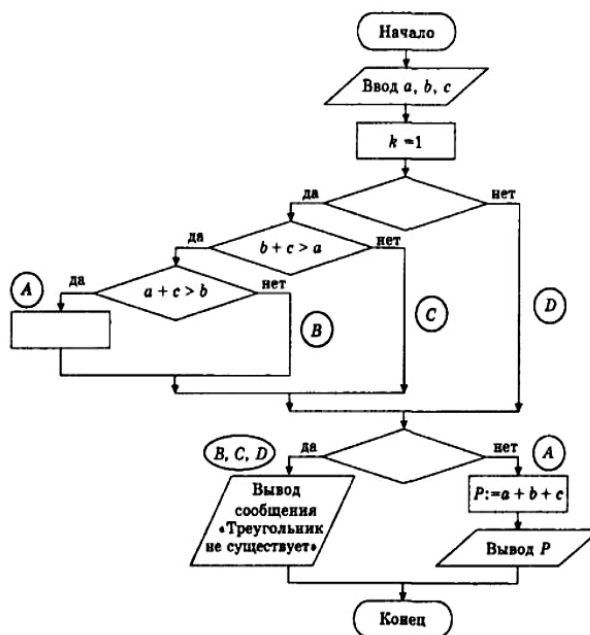 Начало
Ввод a, b, c
k =1
да
нет
да
b + c > a
нет
да
a + c > b
нет
A
B
C
D
B, C, D
да
нет
A
Вывод
сообщения
«Треугольник
не существует»
P:=a + b + c
Вывод P
Конец